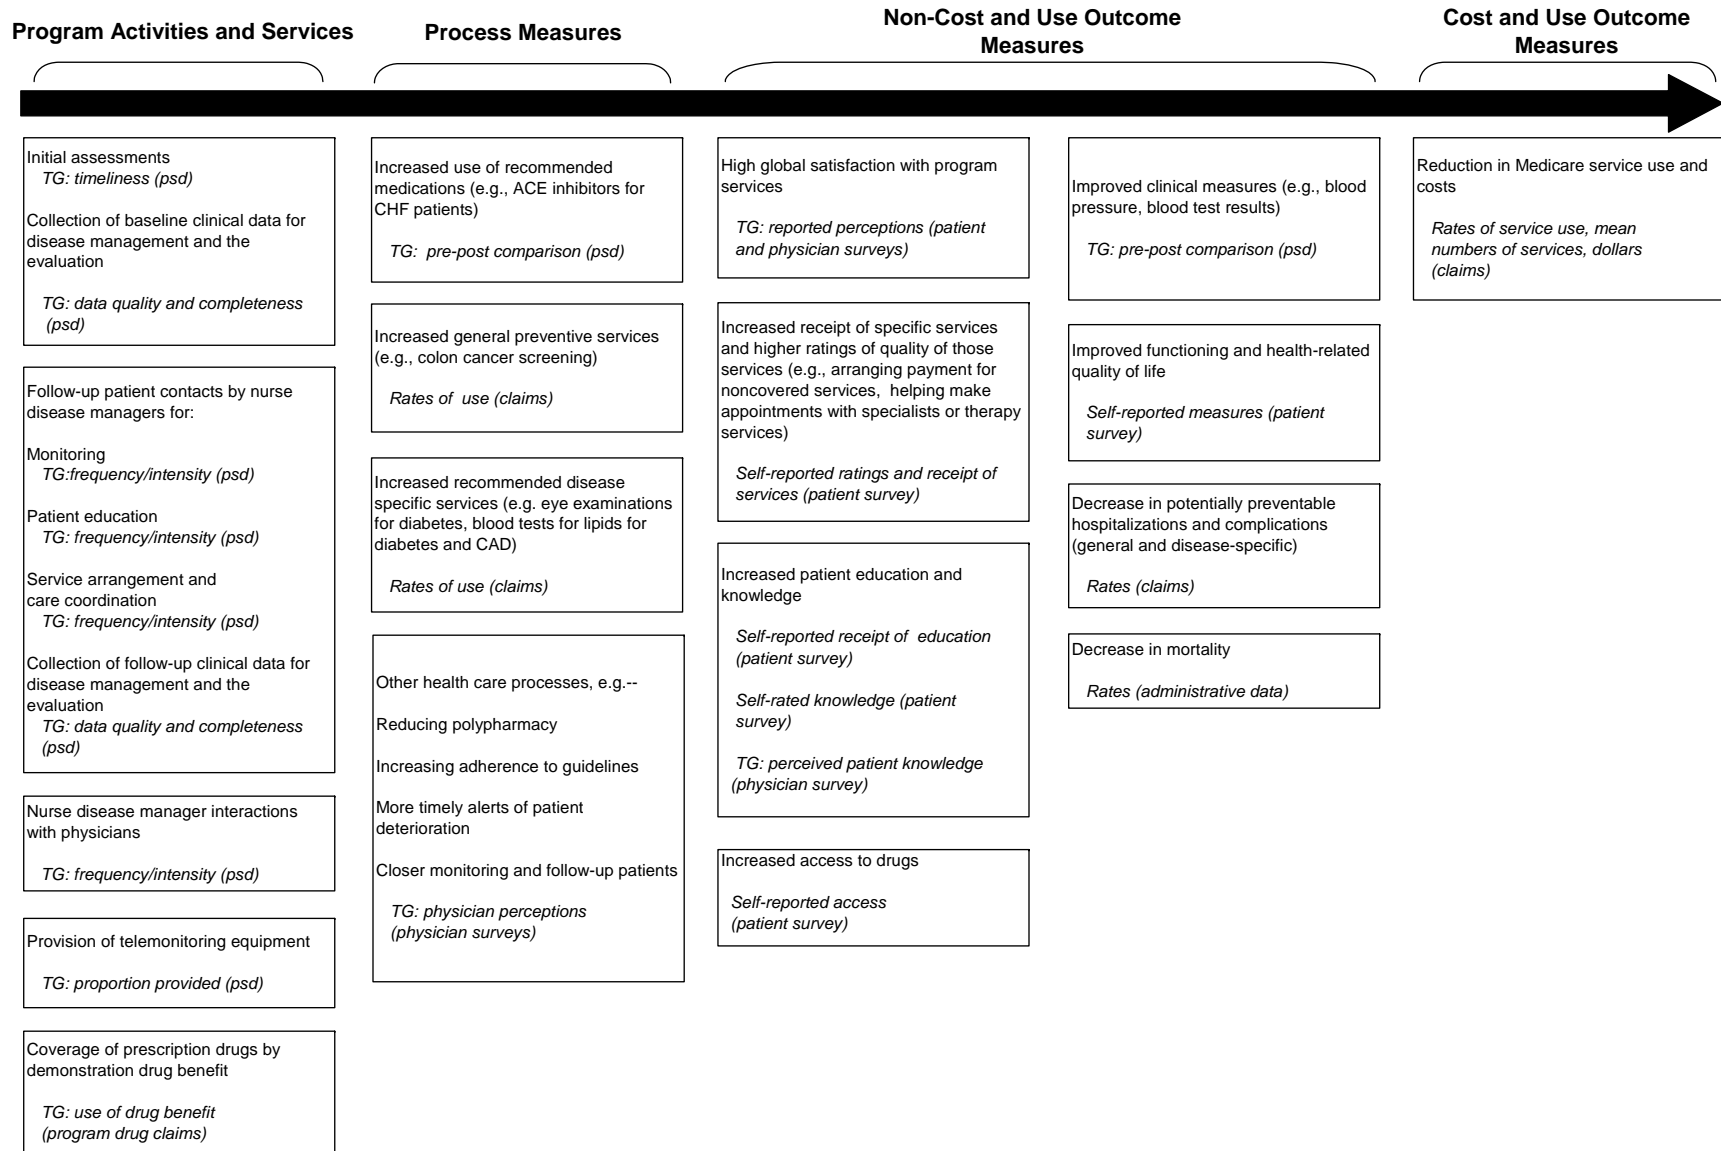 Program Activities and Services
Process Measures
Non-Cost and Use Outcome
Measures
Cost and Use Outcome
Measures
Initial assessments
TG: timeliness (psd)
Collection of baseline clinical data for
disease management and the
evaluation
TG: data quality and completeness
(psd)
Follow-up patient contacts by nurse
disease managers for:
Monitoring
TG:frequency/intensity (psd)
Patient education
TG: frequency/intensity (psd)
Service arrangement and
care coordination
TG: frequency/intensity (psd)
Collection of follow-up clinical data for
disease management and the
evaluation
TG: data quality and completeness
(psd)
Nurse disease manager interactions
with physicians
TG: frequency/intensity (psd)
Provision of telemonitoring equipment
TG: proportion provided (psd)
Coverage of prescription drugs by
demonstration drug benefit
TG: use of drug benefit
(program drug claims)
Increased use of recommended
medications (e.g., ACE inhibitors for
CHF patients)
TG: pre-post comparison (psd)
Increased general preventive services
(e.g., colon cancer screening)
Rates of use (claims)
Increased recommended disease
specific services (e.g. eye examinations
for diabetes, blood tests for lipids for
diabetes and CAD)
Rates of use (claims)
Other health care processes, e.g.--
Reducing polypharmacy
Increasing adherence to guidelines
More timely alerts of patient
deterioration
Closer monitoring and follow-up patients
TG: physician perceptions
(physician surveys)
High global satisfaction with program
services
TG: reported perceptions (patient
and physician surveys)
Increased receipt of specific services
and higher ratings of quality of those
services (e.g., arranging payment for
noncovered services, helping make
appointments with specialists or therapy
services)
Self-reported ratings and receipt of
services (patient survey)
Increased patient education and
knowledge
Self-reported receipt of education
(patient survey)
Self-rated knowledge (patient
survey)
TG: perceived patient knowledge
(physician survey)
Increased access to drugs
Self-reported access
(patient survey)
Improved clinical measures (e.g., blood
pressure, blood test results)
TG: pre-post comparison (psd)
Improved functioning and health-related
quality of life
Self-reported measures (patient
survey)
Decrease in potentially preventable
hospitalizations and complications
(general and disease-specific)
Rates (claims)
Decrease in mortality
Rates (administrative data)
Reduction in Medicare service use and
costs
Rates of service use, mean
numbers of services, dollars
(claims)